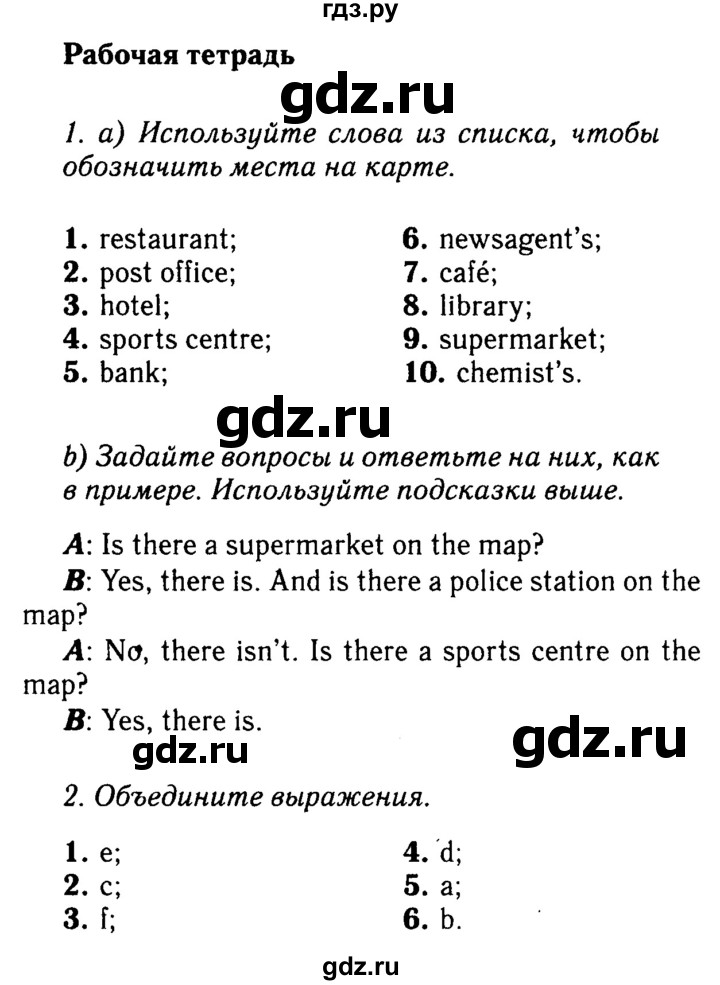 гдз.ру
Рабочая тетрадь
gdz.ru
1. a) Используйте слова из списка, чтобы
обозначить места на карте.
1. restaurant;
2. post office;
3. hotel;
4. sports centre;
5. bank;
6. newsagent's;
7. café;
8. library;
9. supermarket;
10. chemist's.
gdz.ru
b) Задайте вопросы и ответьте на них, как
в примере. Используйте подсказки выше.
A: Is there a supermarket on the map?
B: Yes, there is. And is there a police station on the
map?
A: No, there isn't. Is there a sports centre on the
map?
B: Yes, there is.
gdz.ru
gdz.ru
2. Объедините выражения.
1. e;
2. c;
3. f;
4. d;
5. a;
6. b.
gdz.ru